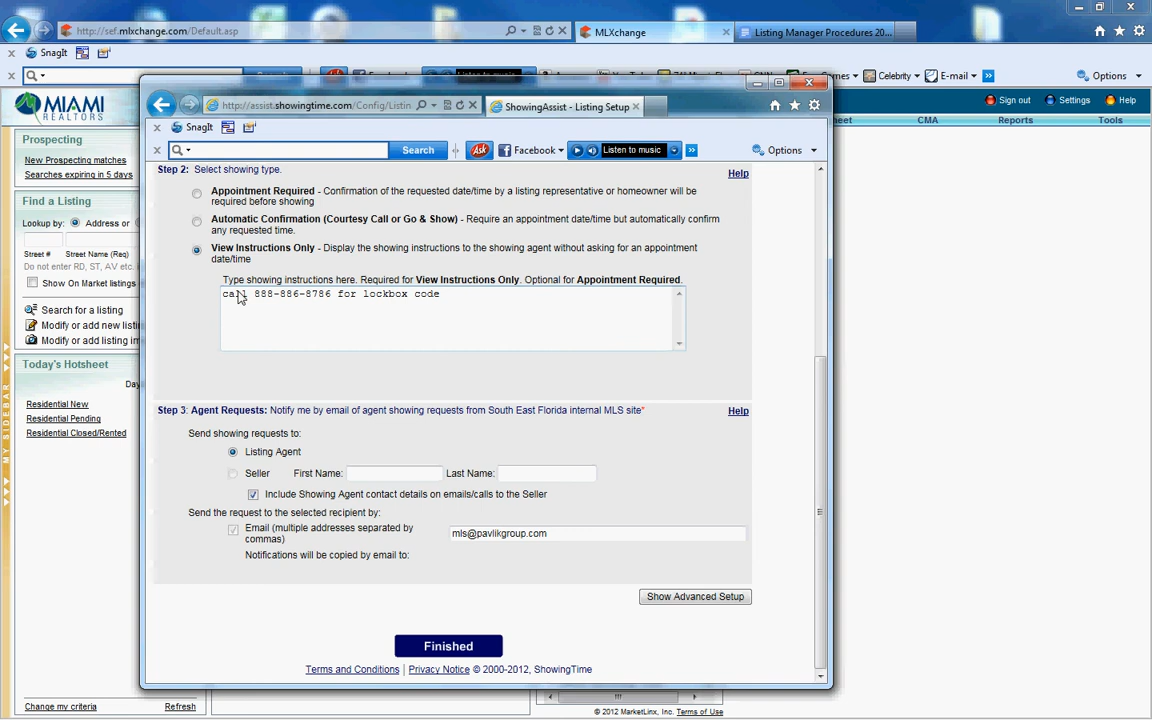 http://sef.mlxchange.com/Default.asp
MLXchange
Listing Manager Procedures 20...
SnagIt
Celebrity
E-mail
Options
MIAMI
REALTORS
Sign out
Settings
Help
CMA
Reports
Tools
Prospecting
New Prospecting matches
Searches expiring in 5 days
Find a Listing
Lookup by:
Address or
Street #
Street Name (Req)
Do not enter RD, ST, AV etc.
Show On Market listings
Search for a listing
Modify or add new listi
Modify or add listing im
Today's Hotsheet
Day
Residential New
Residential Pending
Residential Closed/Rented
MY SIDEBAR
Change my criteria
Refresh
http://assist.showingtime.com/Config/Listin
ShowingAssist - Listing Setup
SnagIt
Search
Ask
Facebook
Listen to music
Options
Step 2: Select showing type.
Help
Appointment Required - Confirmation of the requested date/time by a listing representative or homeowner will be
required before showing
Automatic Confirmation (Courtesy Call or Go & Show) - Require an appointment date/time but automatically confirm
any requested time.
View Instructions Only - Display the showing instructions to the showing agent without asking for an appointment
date/time
Type showing instructions here. Required for View Instructions Only. Optional for Appointment Required.
call 888-886-8786 for lockbox code
Step 3: Agent Requests: Notify me by email of agent showing requests from South East Florida internal MLS site*
Help
Send showing requests to:
Listing Agent
Seller
First Name:
Last Name:
Include Showing Agent contact details on emails/calls to the Seller
Send the request to the selected recipient by:
Email (multiple addresses separated by
commas)
mls@pavlikgroup.com
Notifications will be copied by email to:
Show Advanced Setup
Finished
Terms and Conditions | Privacy Notice © 2000-2012, ShowingTime
© 2012 MarketLinx, Inc. Terms of Use